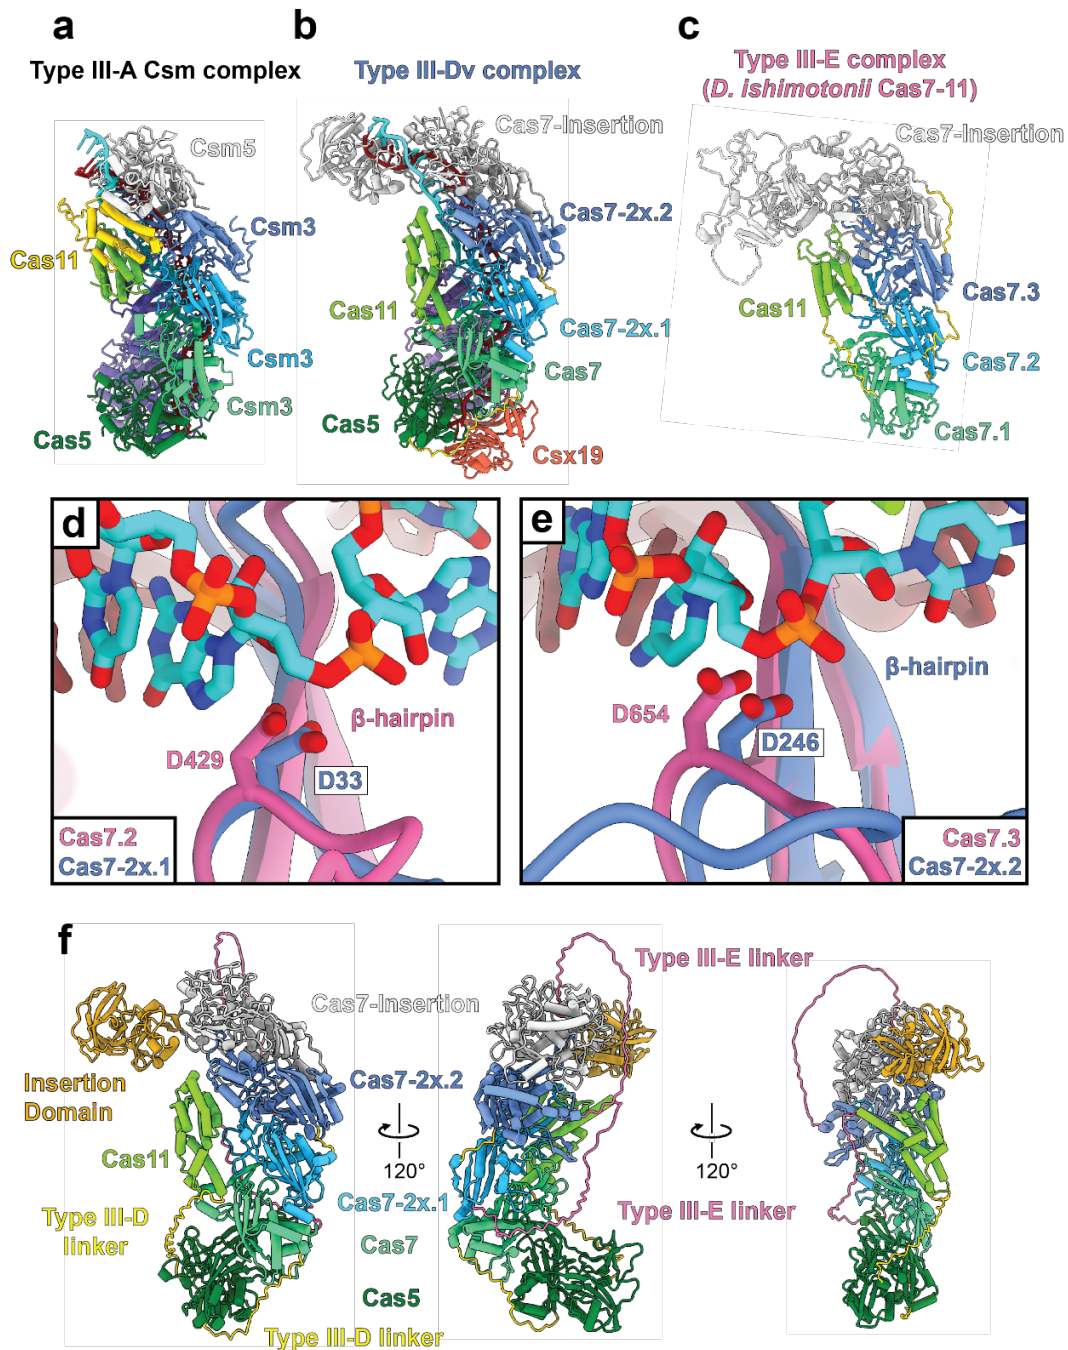 a
Type III-A Csm complex
Csm5
Csm3
Cas11
Csm3
Csm3
Cas5
b
Type III-Dv complex
Cas7-Insertion
Cas7-2x.2
Cas11
Cas7-2x.1
Cas7
Cas5
Csx19
c
Type III-E complex
(D. ishimotonii Cas7-11)
Cas7-Insertion
Cas11
Cas7.3
Cas7.2
Cas7.1
d
β-hairpin
D429
D33
Cas7.2
Cas7-2x.1
e
β-hairpin
D654
D246
Cas7.3
Cas7-2x.2
f
Type III-E linker
Cas7-Insertion
Insertion
Domain
Cas7-2x.2
Cas11
120°
120°
Cas7-2x.1
Type III-E linker
Type III-D
linker
Cas7
Cas5
Type III-D linker